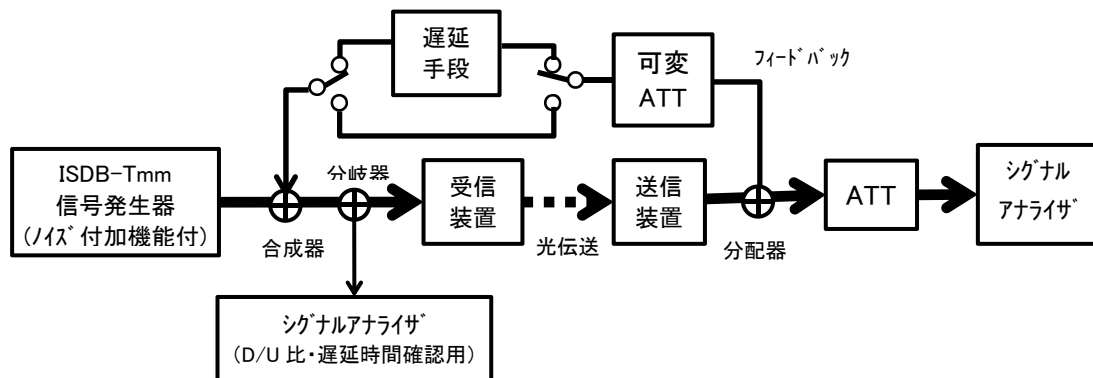 遅延
手段
可変
ATT
ﾌｨｰﾄﾞﾊﾞｯｸ
ISDB-Tmm
信号発生器
(ﾉｲｽﾞ付加機能付)
合成器
分岐器
受信
装置
光伝送
送信
装置
分配器
ATT
ｼｸﾞﾅﾙ
ｱﾅﾗｲｻﾞ
ｼｸﾞﾅﾙｱﾅﾗｲｻﾞ
(D/U 比・遅延時間確認用)